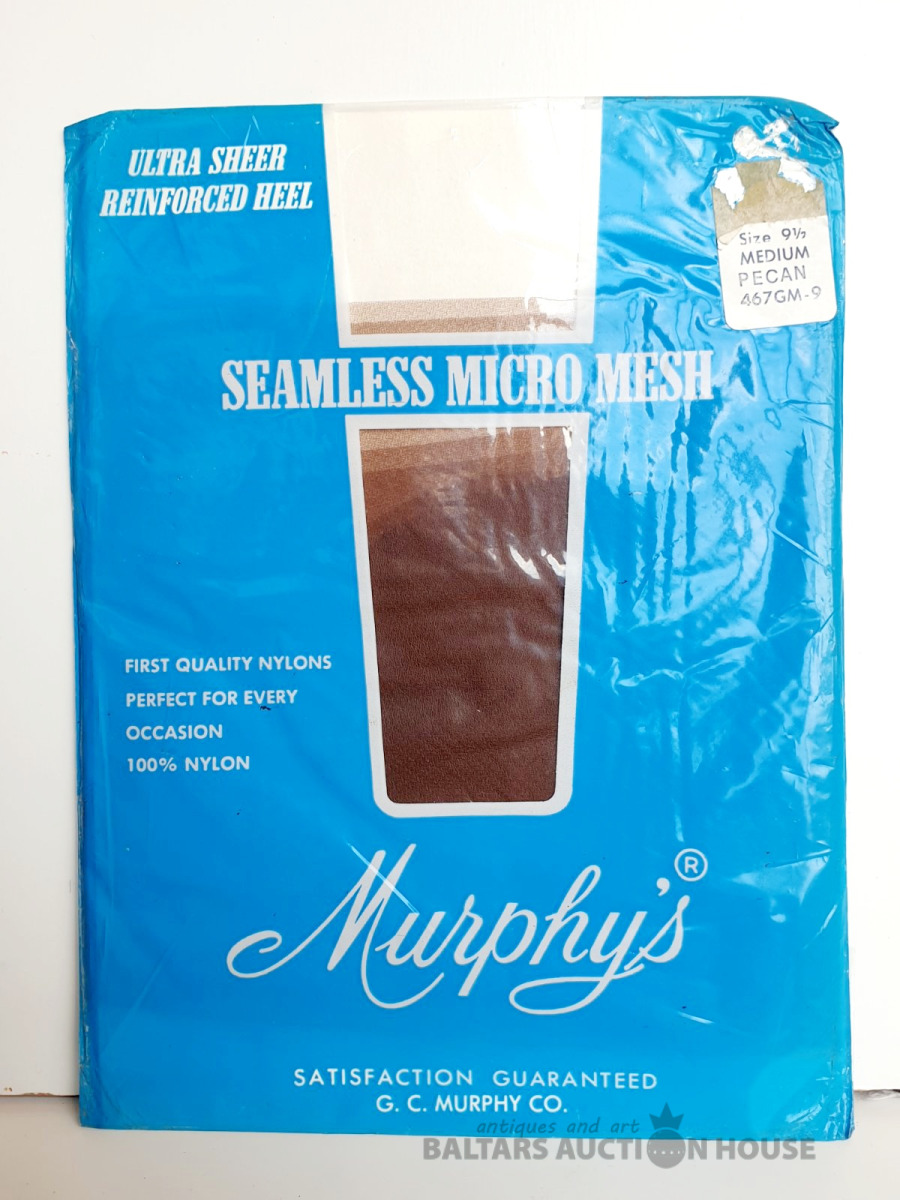 ULTRA SHEER
REINFORCED HEEL
Size 9½
MEDIUM
PECAN
467GM-9
SEAMLESS MICRO MESH
FIRST QUALITY NYLONS
PERFECT FOR EVERY
OCCASION
100% NYLON
Murphy's®
SATISFACTION GUARANTEED
G. C. MURPHY CO.
antiques and art
BALTARS AUCTION HOUSE